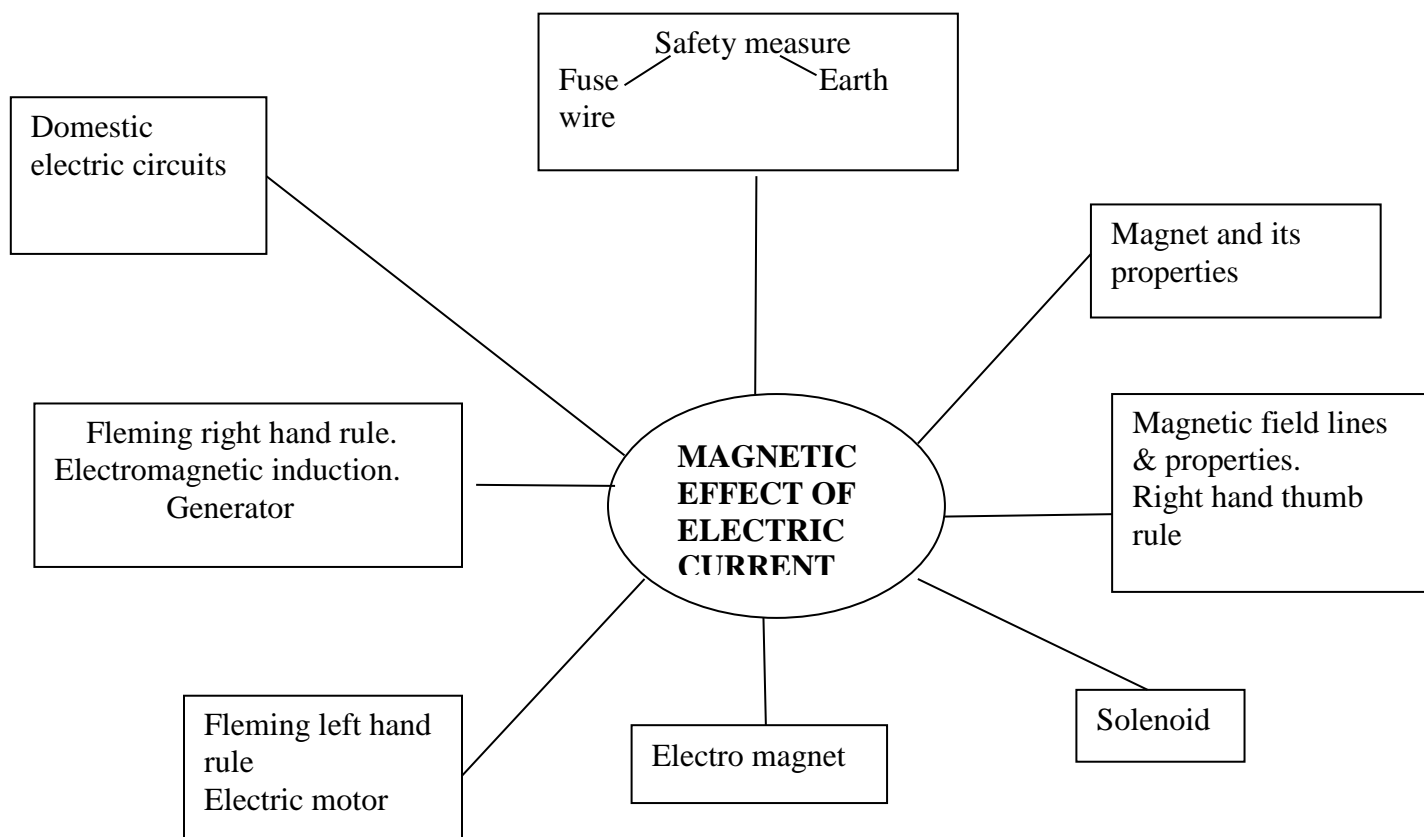 Safety measure
Fuse Earth
wire
Domestic
electric circuits
Magnet and its
properties
Fleming right hand rule.
Electromagnetic induction.
Generator
MAGNETIC
EFFECT OF
ELECTRIC
CURRENT
Magnetic field lines
& properties.
Right hand thumb
rule
Fleming left hand
rule
Electric motor
Electro magnet
Solenoid